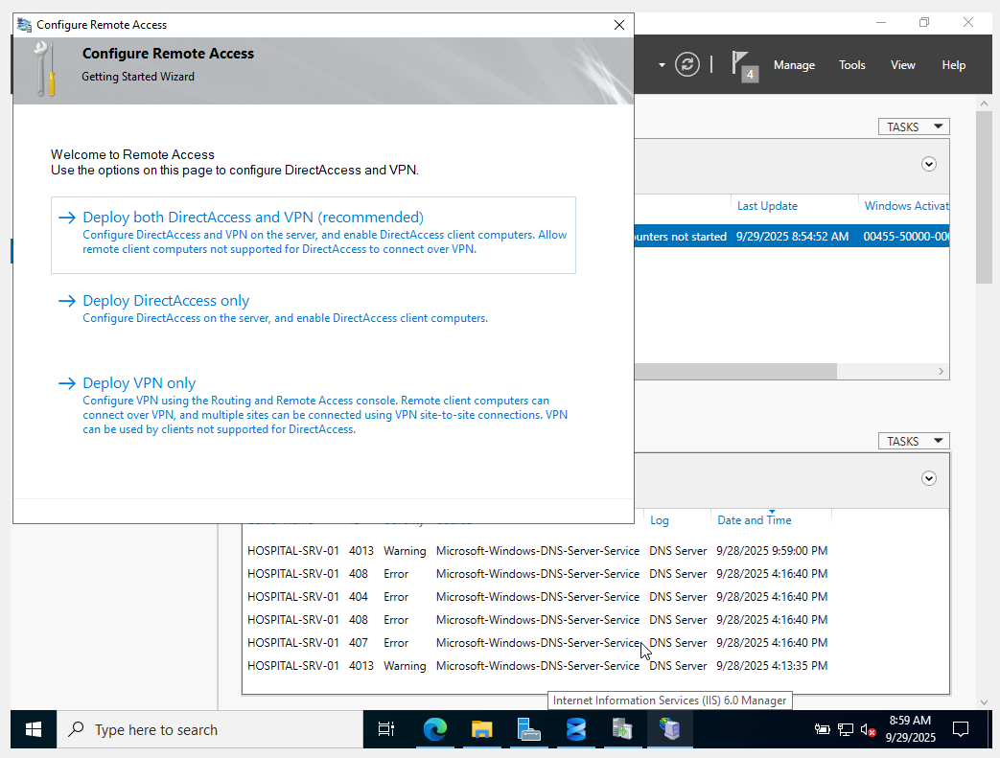 Configure Remote Access
Configure Remote Access
Getting Started Wizard
4
Manage
Tools
View
Help
Welcome to Remote Access
Use the options on this page to configure DirectAccess and VPN.
Deploy both DirectAccess and VPN (recommended)
Configure DirectAccess and VPN on the server, and enable DirectAccess client computers. Allow
remote client computers not supported for DirectAccess to connect over VPN.
Deploy DirectAccess only
Configure DirectAccess on the server, and enable DirectAccess client computers.
Deploy VPN only
Configure VPN using the Routing and Remote Access console. Remote client computers can
connect over VPN, and multiple sites can be connected using VPN site-to-site connections. VPN
can be used by clients not supported for DirectAccess.
TASKS
Last Update Windows Activat
ounters not started 9/29/2025 8:54:52 AM 00455-50000-000
TASKS
Log Date and Time
HOSPITAL-SRV-01 4013 Warning Microsoft-Windows-DNS-Server-Service DNS Server 9/28/2025 9:59:00 PM
HOSPITAL-SRV-01 408 Error Microsoft-Windows-DNS-Server-Service DNS Server 9/28/2025 4:16:40 PM
HOSPITAL-SRV-01 404 Error Microsoft-Windows-DNS-Server-Service DNS Server 9/28/2025 4:16:40 PM
HOSPITAL-SRV-01 408 Error Microsoft-Windows-DNS-Server-Service DNS Server 9/28/2025 4:16:40 PM
HOSPITAL-SRV-01 407 Error Microsoft-Windows-DNS-Server-Service DNS Server 9/28/2025 4:16:40 PM
HOSPITAL-SRV-01 4013 Warning Microsoft-Windows-DNS-Server-Service DNS Server 9/28/2025 4:13:35 PM
Internet Information Services (IIS) 6.0 Manager
Type here to search
8:59 AM
9/29/2025